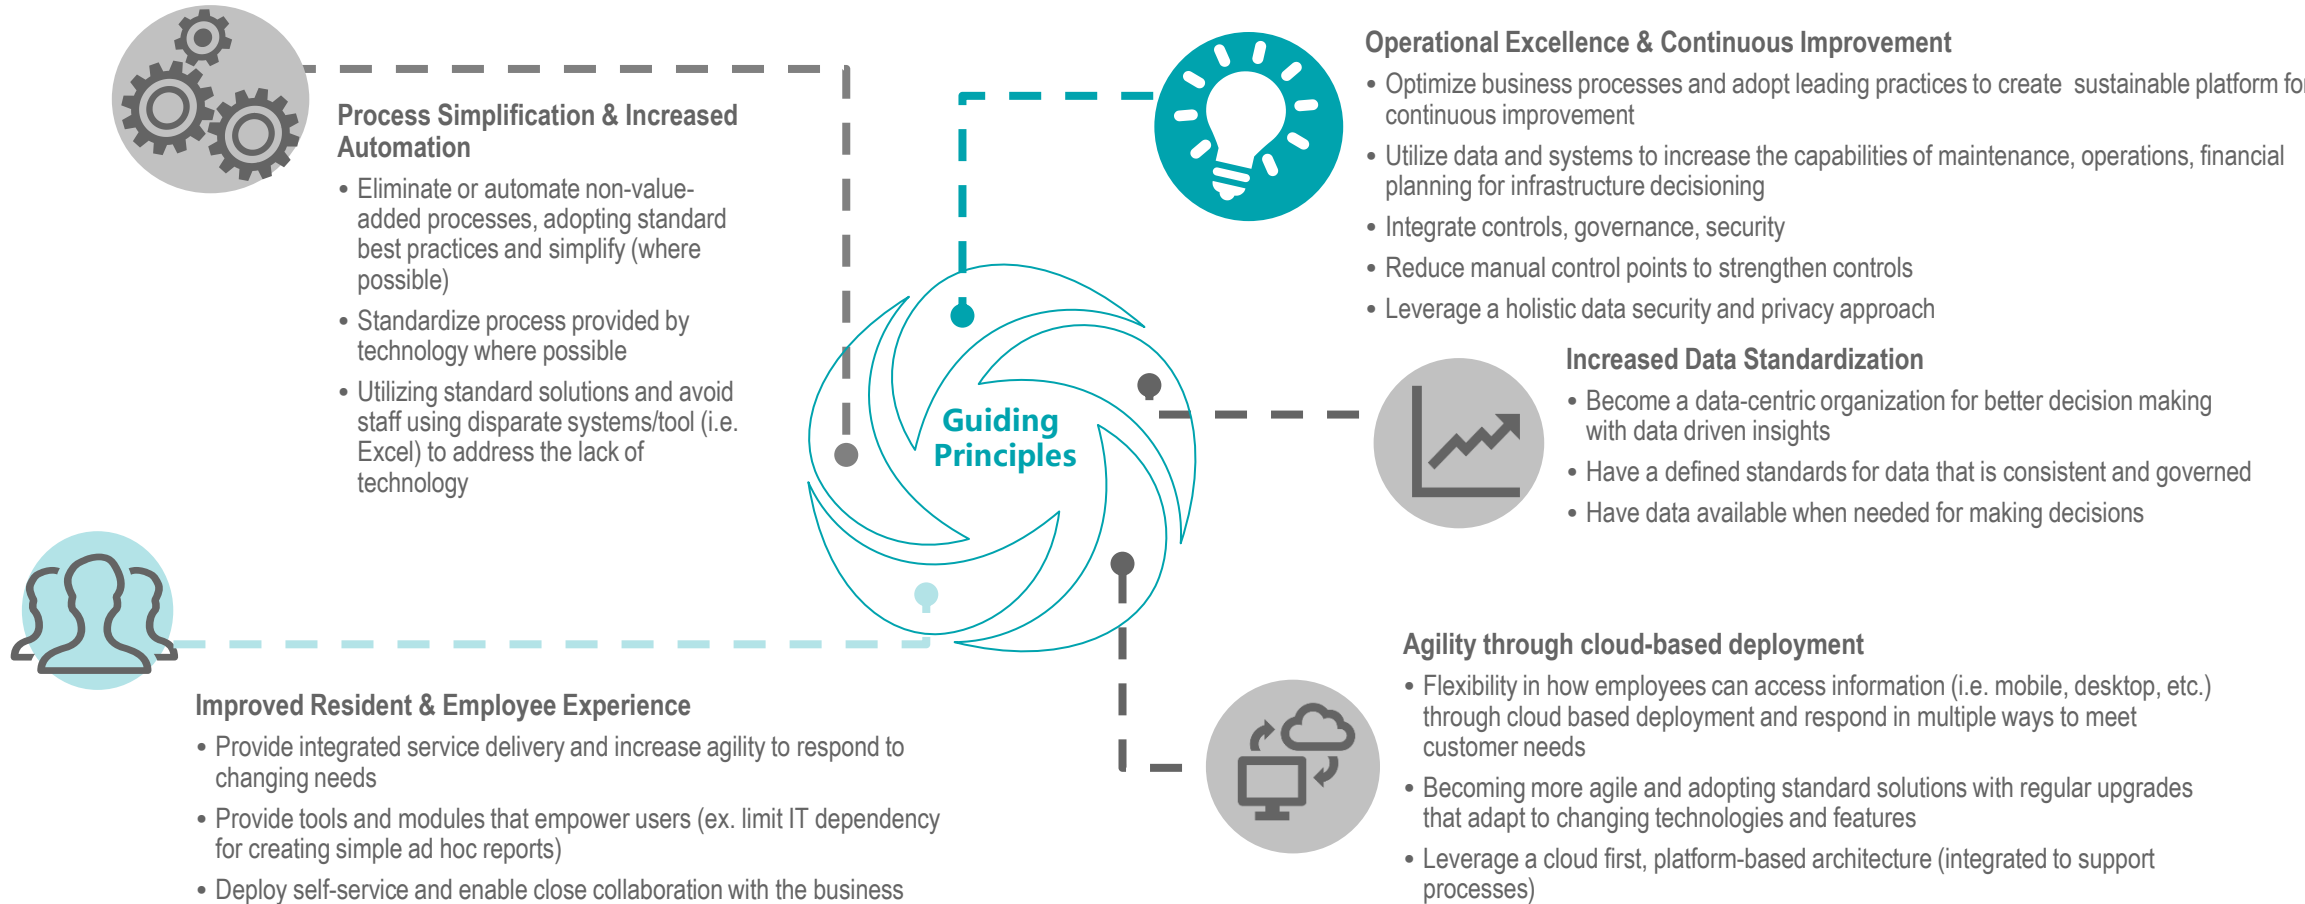 Process Simplification & Increased
Automation
• Eliminate or automate non-value-
added processes, adopting standard
best practices and simplify (where
possible)
• Standardize process provided by
technology where possible
• Utilizing standard solutions and avoid
staff using disparate systems/tool (i.e.
Excel) to address the lack of
technology
Operational Excellence & Continuous Improvement
• Optimize business processes and adopt leading practices to create sustainable platform for
continuous improvement
• Utilize data and systems to increase the capabilities of maintenance, operations, financial
planning for infrastructure decisioning
• Integrate controls, governance, security
• Reduce manual control points to strengthen controls
• Leverage a holistic data security and privacy approach
Guiding
Principles
Increased Data Standardization
• Become a data-centric organization for better decision making
with data driven insights
• Have a defined standards for data that is consistent and governed
• Have data available when needed for making decisions
Improved Resident & Employee Experience
• Provide integrated service delivery and increase agility to respond to
changing needs
• Provide tools and modules that empower users (ex. limit IT dependency
for creating simple ad hoc reports)
• Deploy self-service and enable close collaboration with the business
Agility through cloud-based deployment
• Flexibility in how employees can access information (i.e. mobile, desktop, etc.)
through cloud based deployment and respond in multiple ways to meet
customer needs
• Becoming more agile and adopting standard solutions with regular upgrades
that adapt to changing technologies and features
• Leverage a cloud first, platform-based architecture (integrated to support
processes)